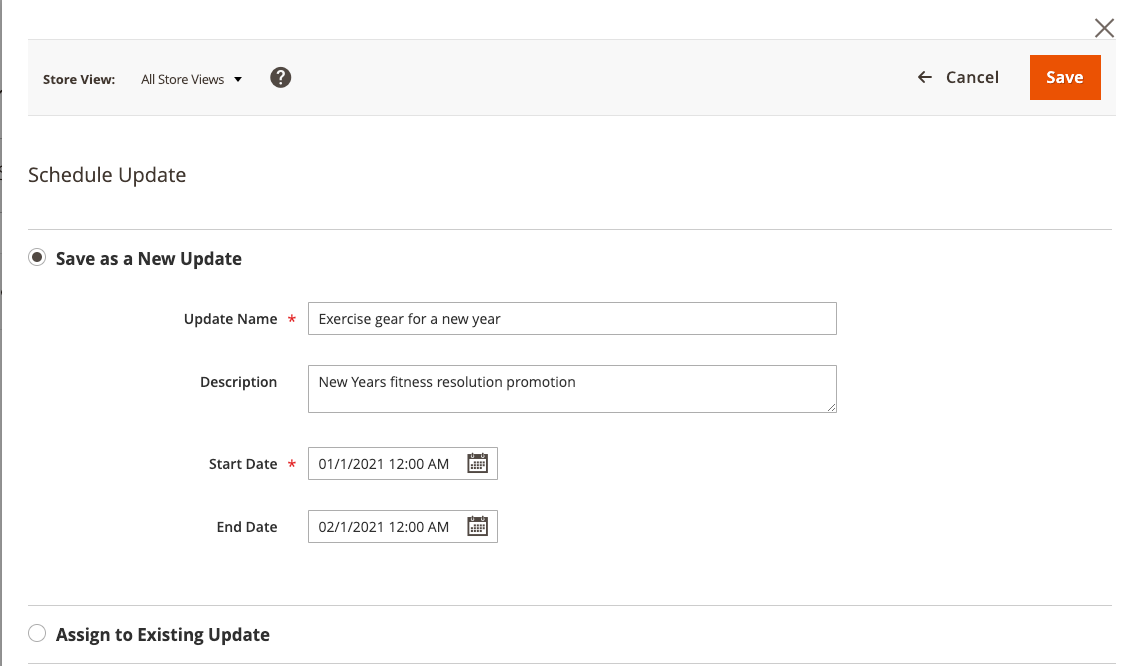 Store View: All Store Views ?
← Cancel
Save
Schedule Update
Save as a New Update
Update Name * Exercise gear for a new year
Description New Years fitness resolution promotion
Start Date * 01/1/2021 12:00 AM
End Date 02/1/2021 12:00 AM
Assign to Existing Update